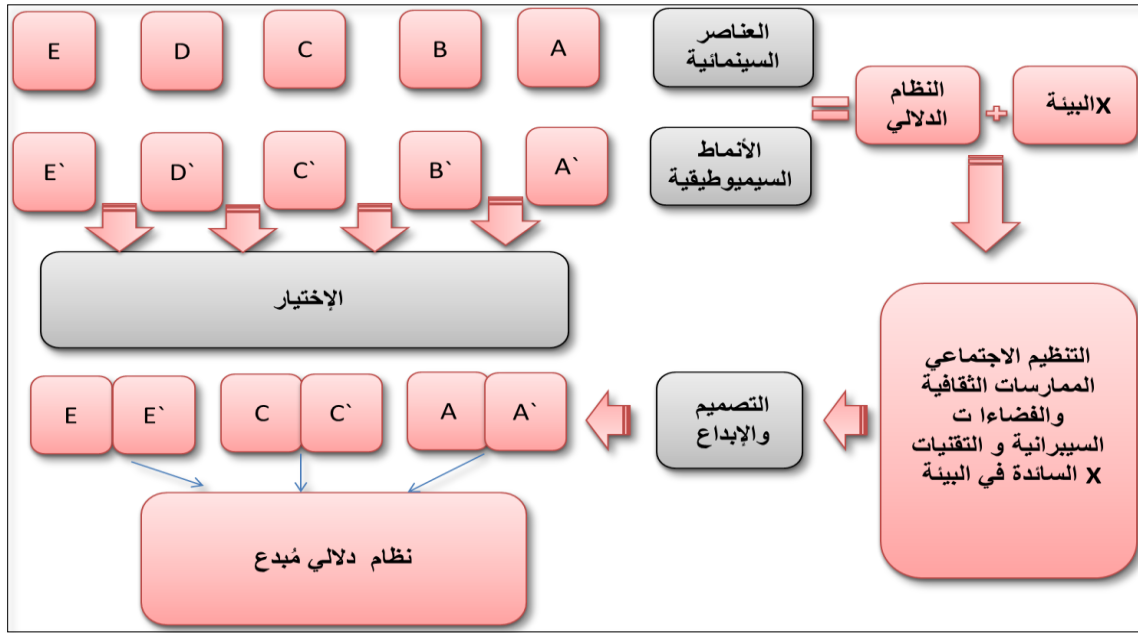 البيئةX
+
النظام الدلالي
=
العناصر السينمائية
A
B
C
D
E
الأنماط السيميوطيقية
A`
B`
C`
D`
E`
الإختيار
التنظيم الاجتماعي
الممارسات الثقافية
والفضاءا ت
السيبرانية و التقنيات
السائدة في البيئة X
التصميم
والإبداع
A`
A
C`
C
E`
E
نظام دلالي مُبدع